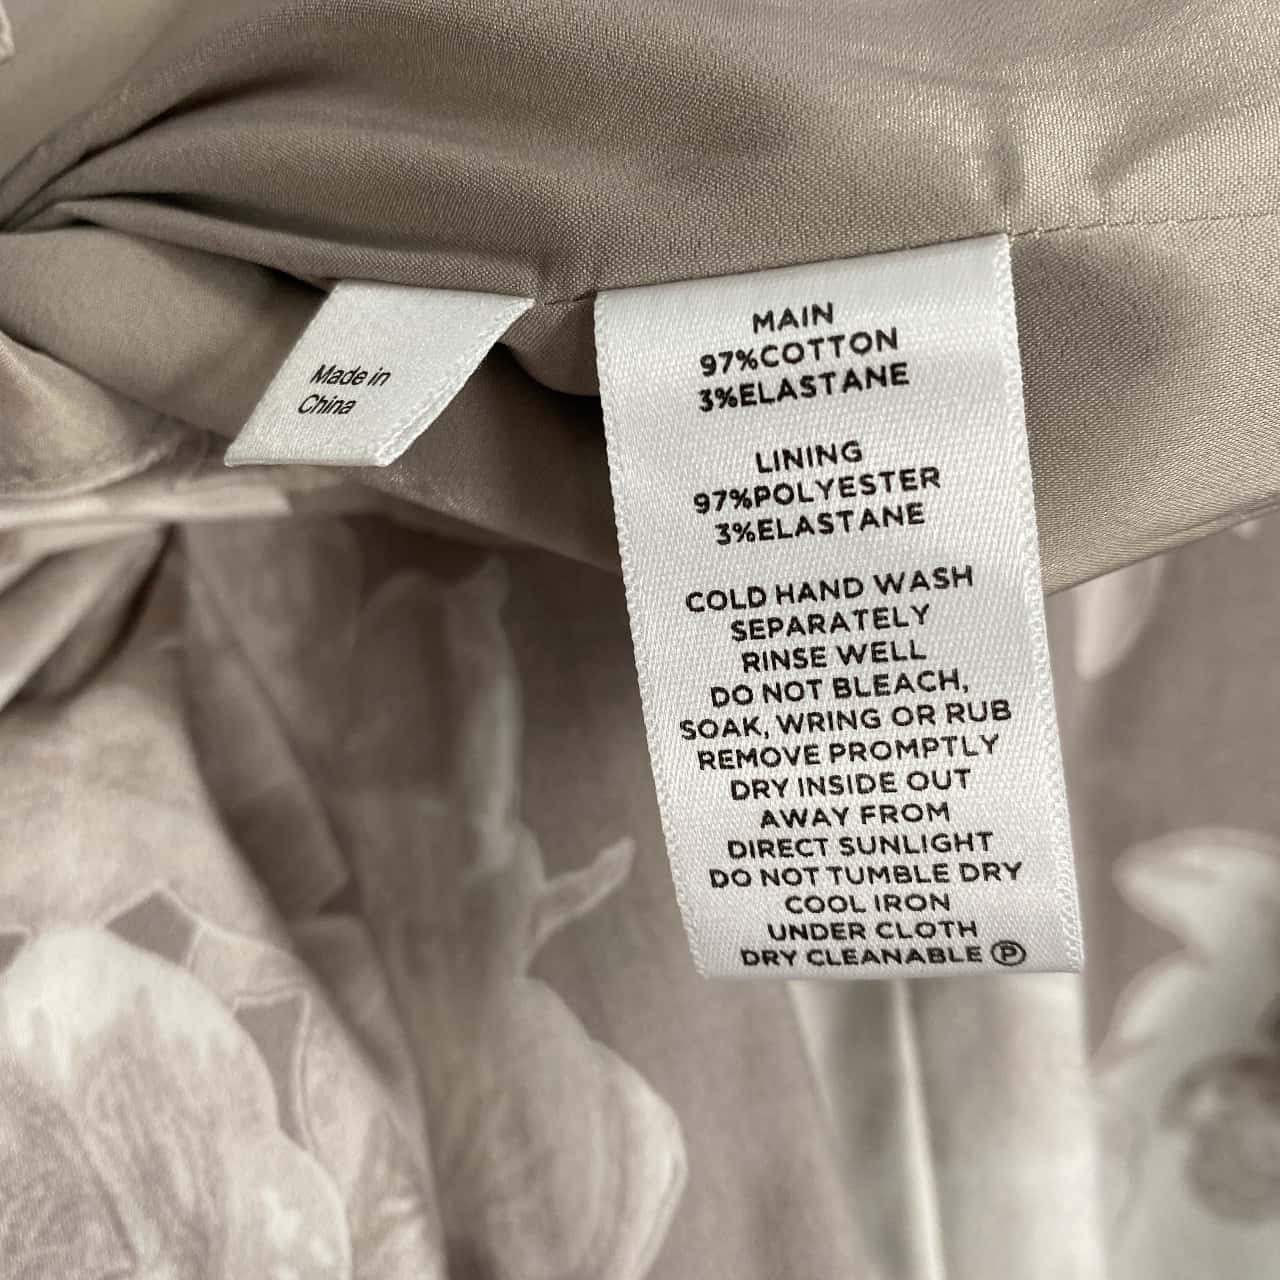 Made in
China
MAIN
97%COTTON
3%ELASTANE
LINING
97%POLYESTER
3%ELASTANE
COLD HAND WASH
SEPARATELY
RINSE WELL
DO NOT BLEACH,
SOAK, WRING OR RUB
REMOVE PROMPTLY
DRY INSIDE OUT
AWAY FROM
DIRECT SUNLIGHT
DO NOT TUMBLE DRY
COOL IRON
UNDER CLOTH
DRY CLEANABLE Ⓟ